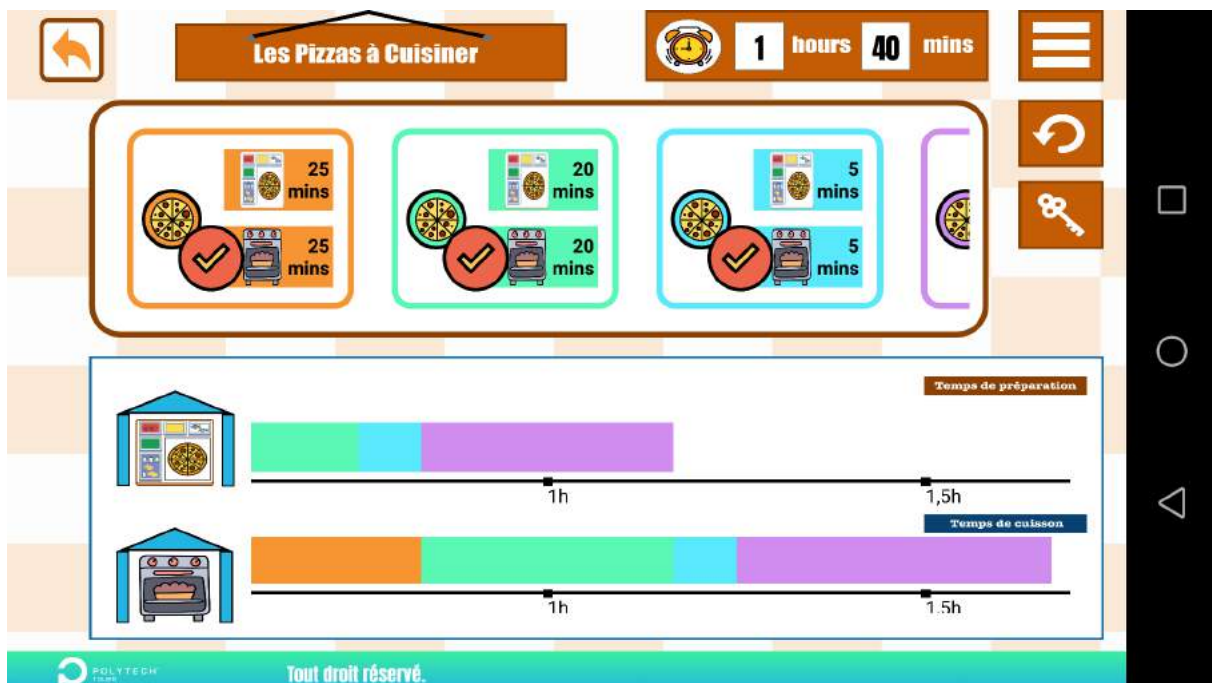 Les Pizzas à Cuisiner
1 hours 40 mins
25
mins
25
mins
20
mins
20
mins
5
mins
5
mins
Temps de préparation
1h
1,5h
Temps de cuisson
1h
1.5h
POLYTECH
Tout droit réservé.